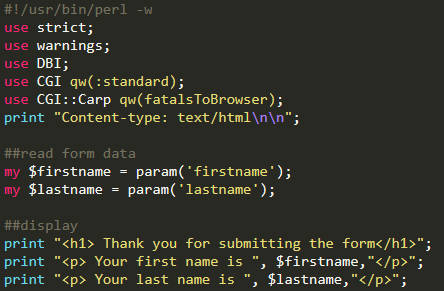 #!/usr/bin/perl -w
use strict;
use warnings;
use DBI;
use CGI qw(:standard);
use CGI::Carp qw(fatalsToBrowser);
print "Content-type: text/html\n\n";
##read form data
my $firstname = param('firstname');
my $lastname = param('lastname');
##display
print "<h1> Thank you for submitting the form</h1>";
print "<p> Your first name is ", $firstname,"</p>";
print "<p> Your last name is ", $lastname,"</p>";